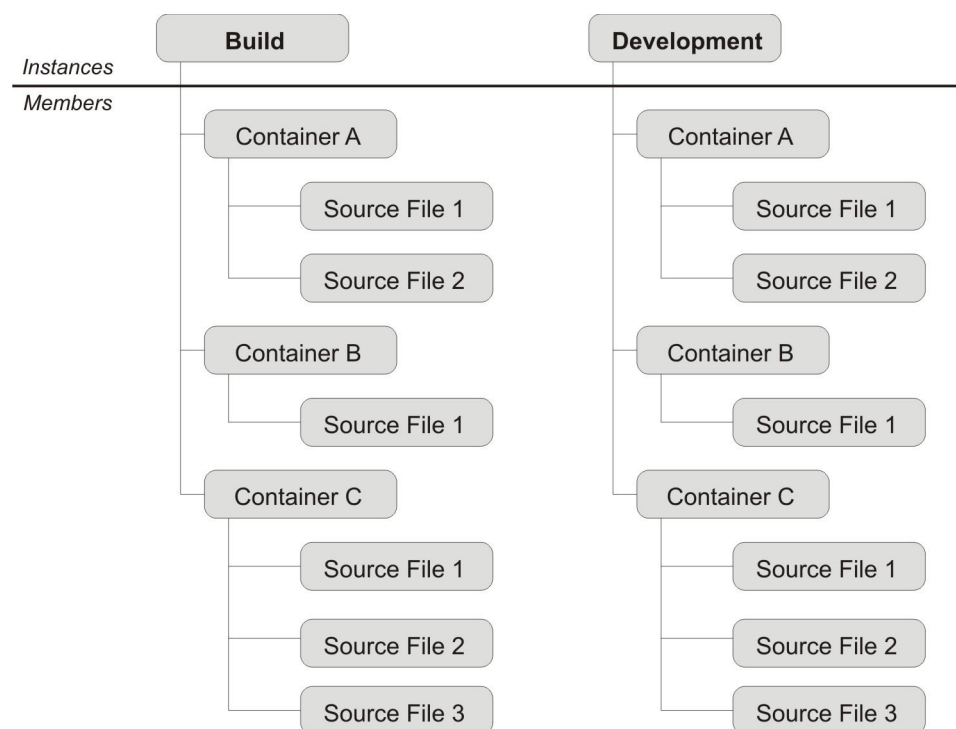 Build
Development
Instances
Members
Container A
Container A
Source File 1
Source File 1
Source File 2
Source File 2
Container B
Container B
Source File 1
Source File 1
Container C
Container C
Source File 1
Source File 1
Source File 2
Source File 2
Source File 3
Source File 3